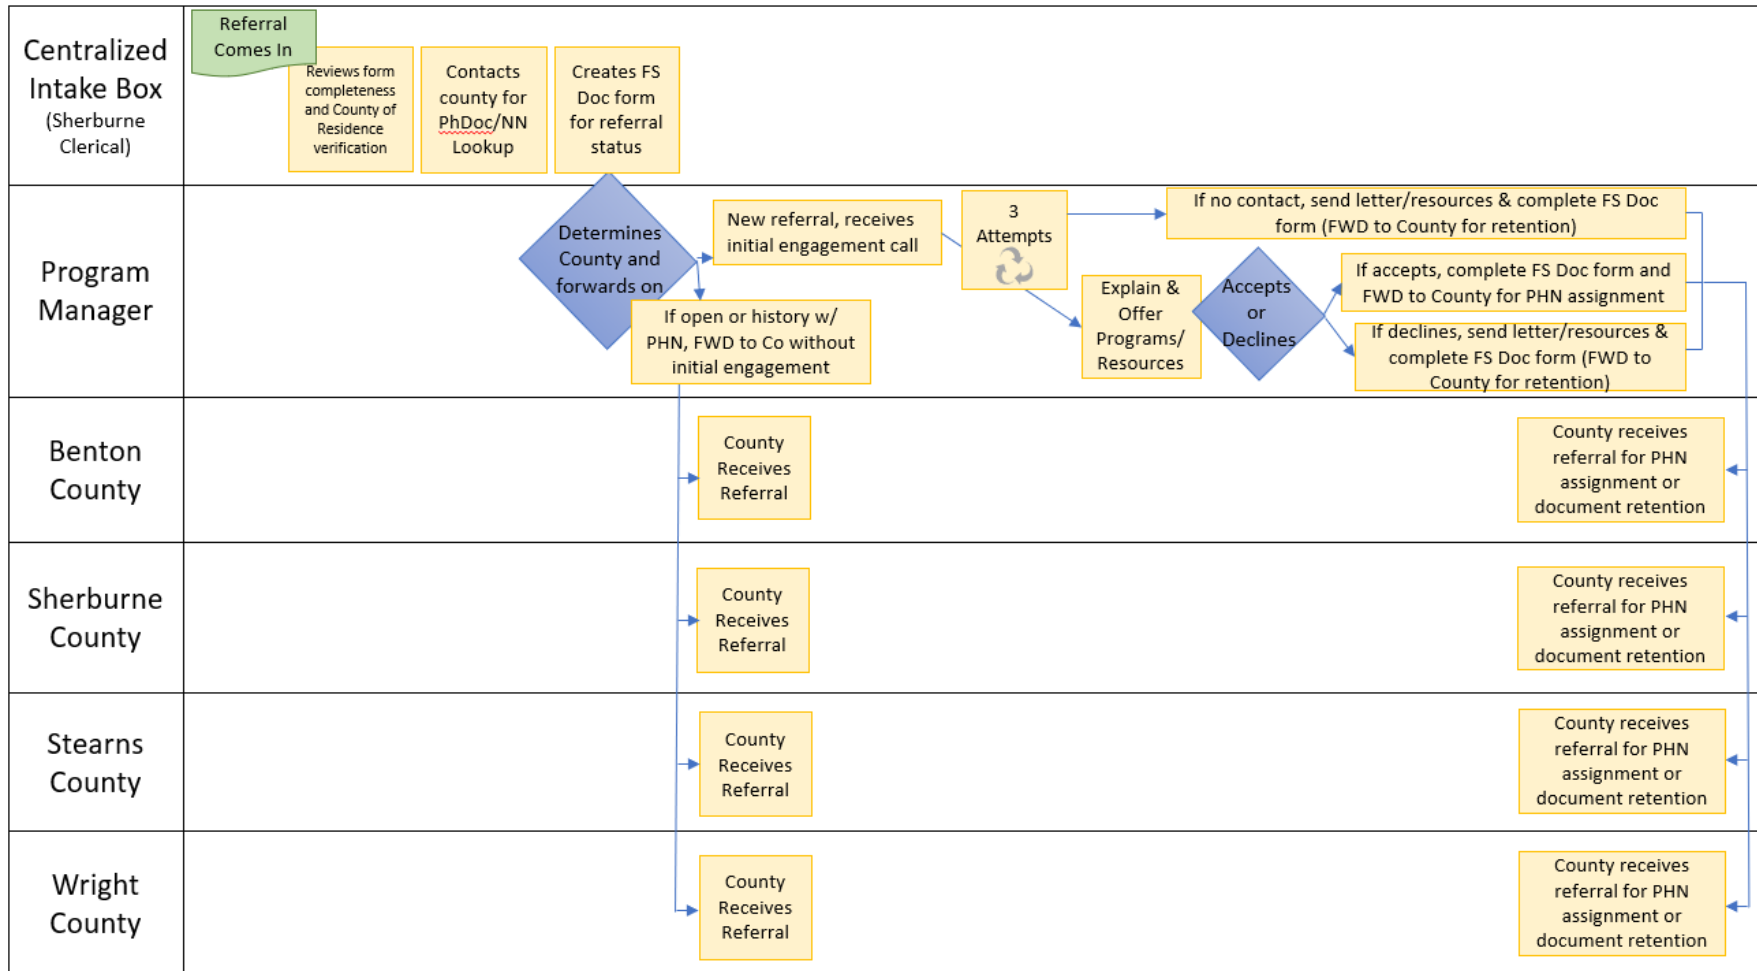 Centralized
Intake Box
(Sherburne
Clerical)
Referral
Comes In
Reviews form
completeness
and County of
Residence
verification
Contacts
county for
PhDoc/NN
Lookup
Creates FS
Doc form
for referral
status
Program
Manager
Determines
County and
forwards on
New referral, receives
initial engagement call
If open or history w/
PHN, FWD to Co without
initial engagement
3
Attempts
Explain &
Offer
Programs/
Resources
Accepts
or
Declines
If no contact, send letter/resources & complete FS Doc
form (FWD to County for retention)
If accepts, complete FS Doc form and
FWD to County for PHN assignment
If declines, send letter/resources &
complete FS Doc form (FWD to
County for retention)
Benton
County
County
Receives
Referral
County receives
referral for PHN
assignment or
document retention
Sherburne
County
County
Receives
Referral
County receives
referral for PHN
assignment or
document retention
Stearns
County
County
Receives
Referral
County receives
referral for PHN
assignment or
document retention
Wright
County
County
Receives
Referral
County receives
referral for PHN
assignment or
document retention